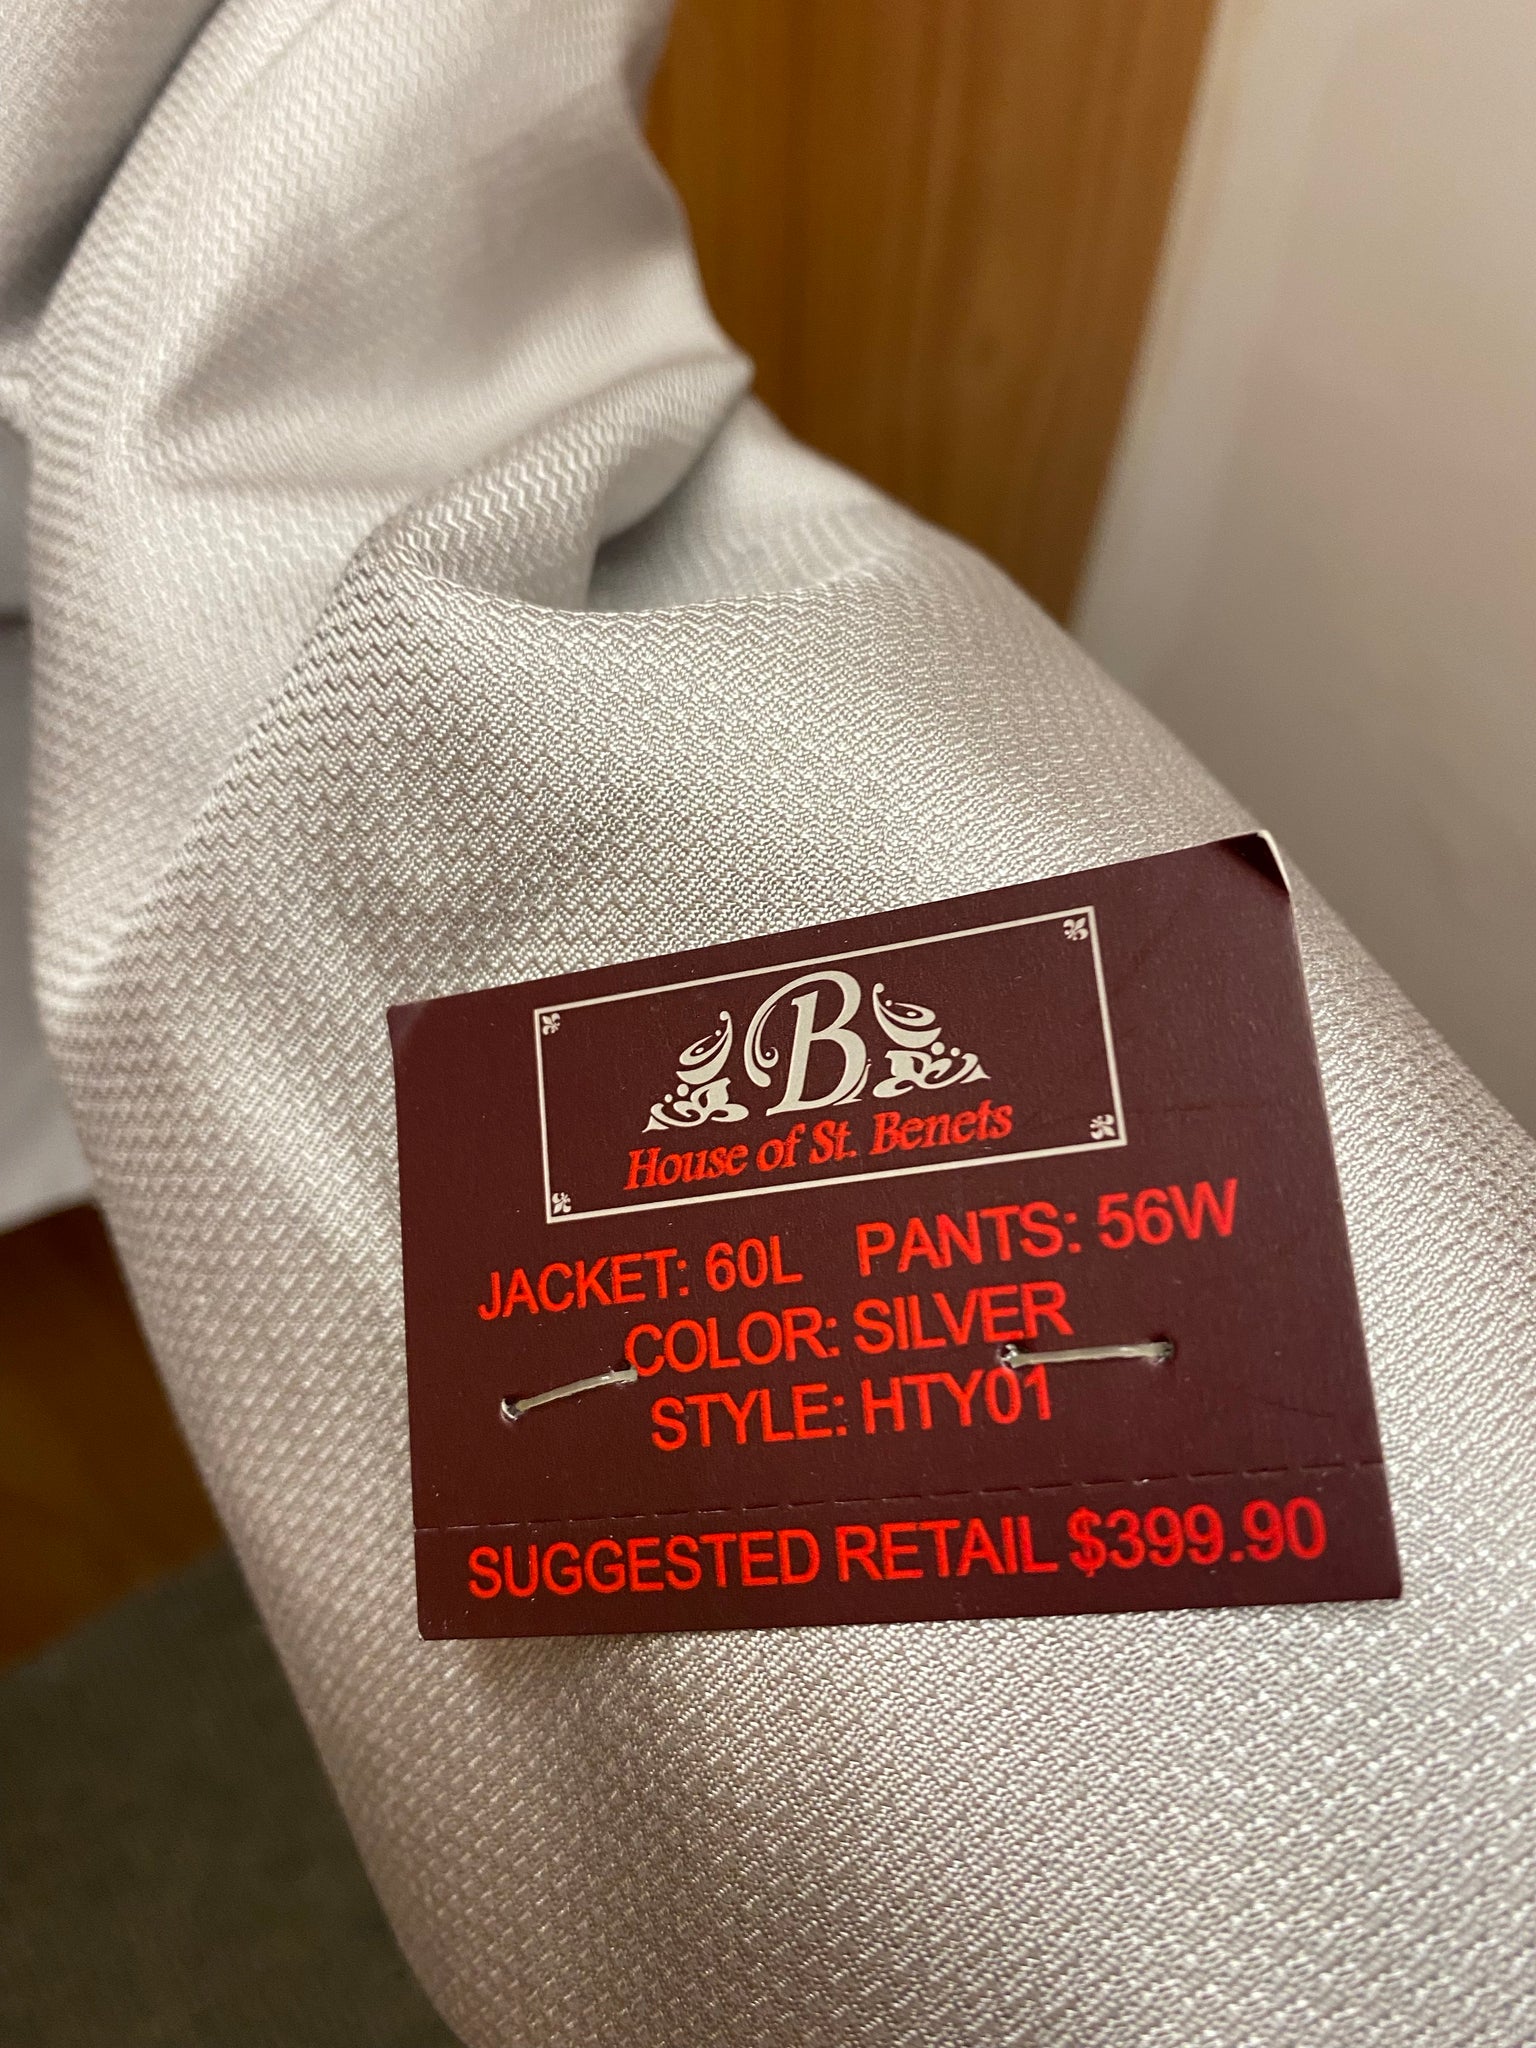 B
House of St. Benets
JACKET: 60L PANTS: 56W
COLOR: SILVER
STYLE: HTY01
SUGGESTED RETAIL $399.90